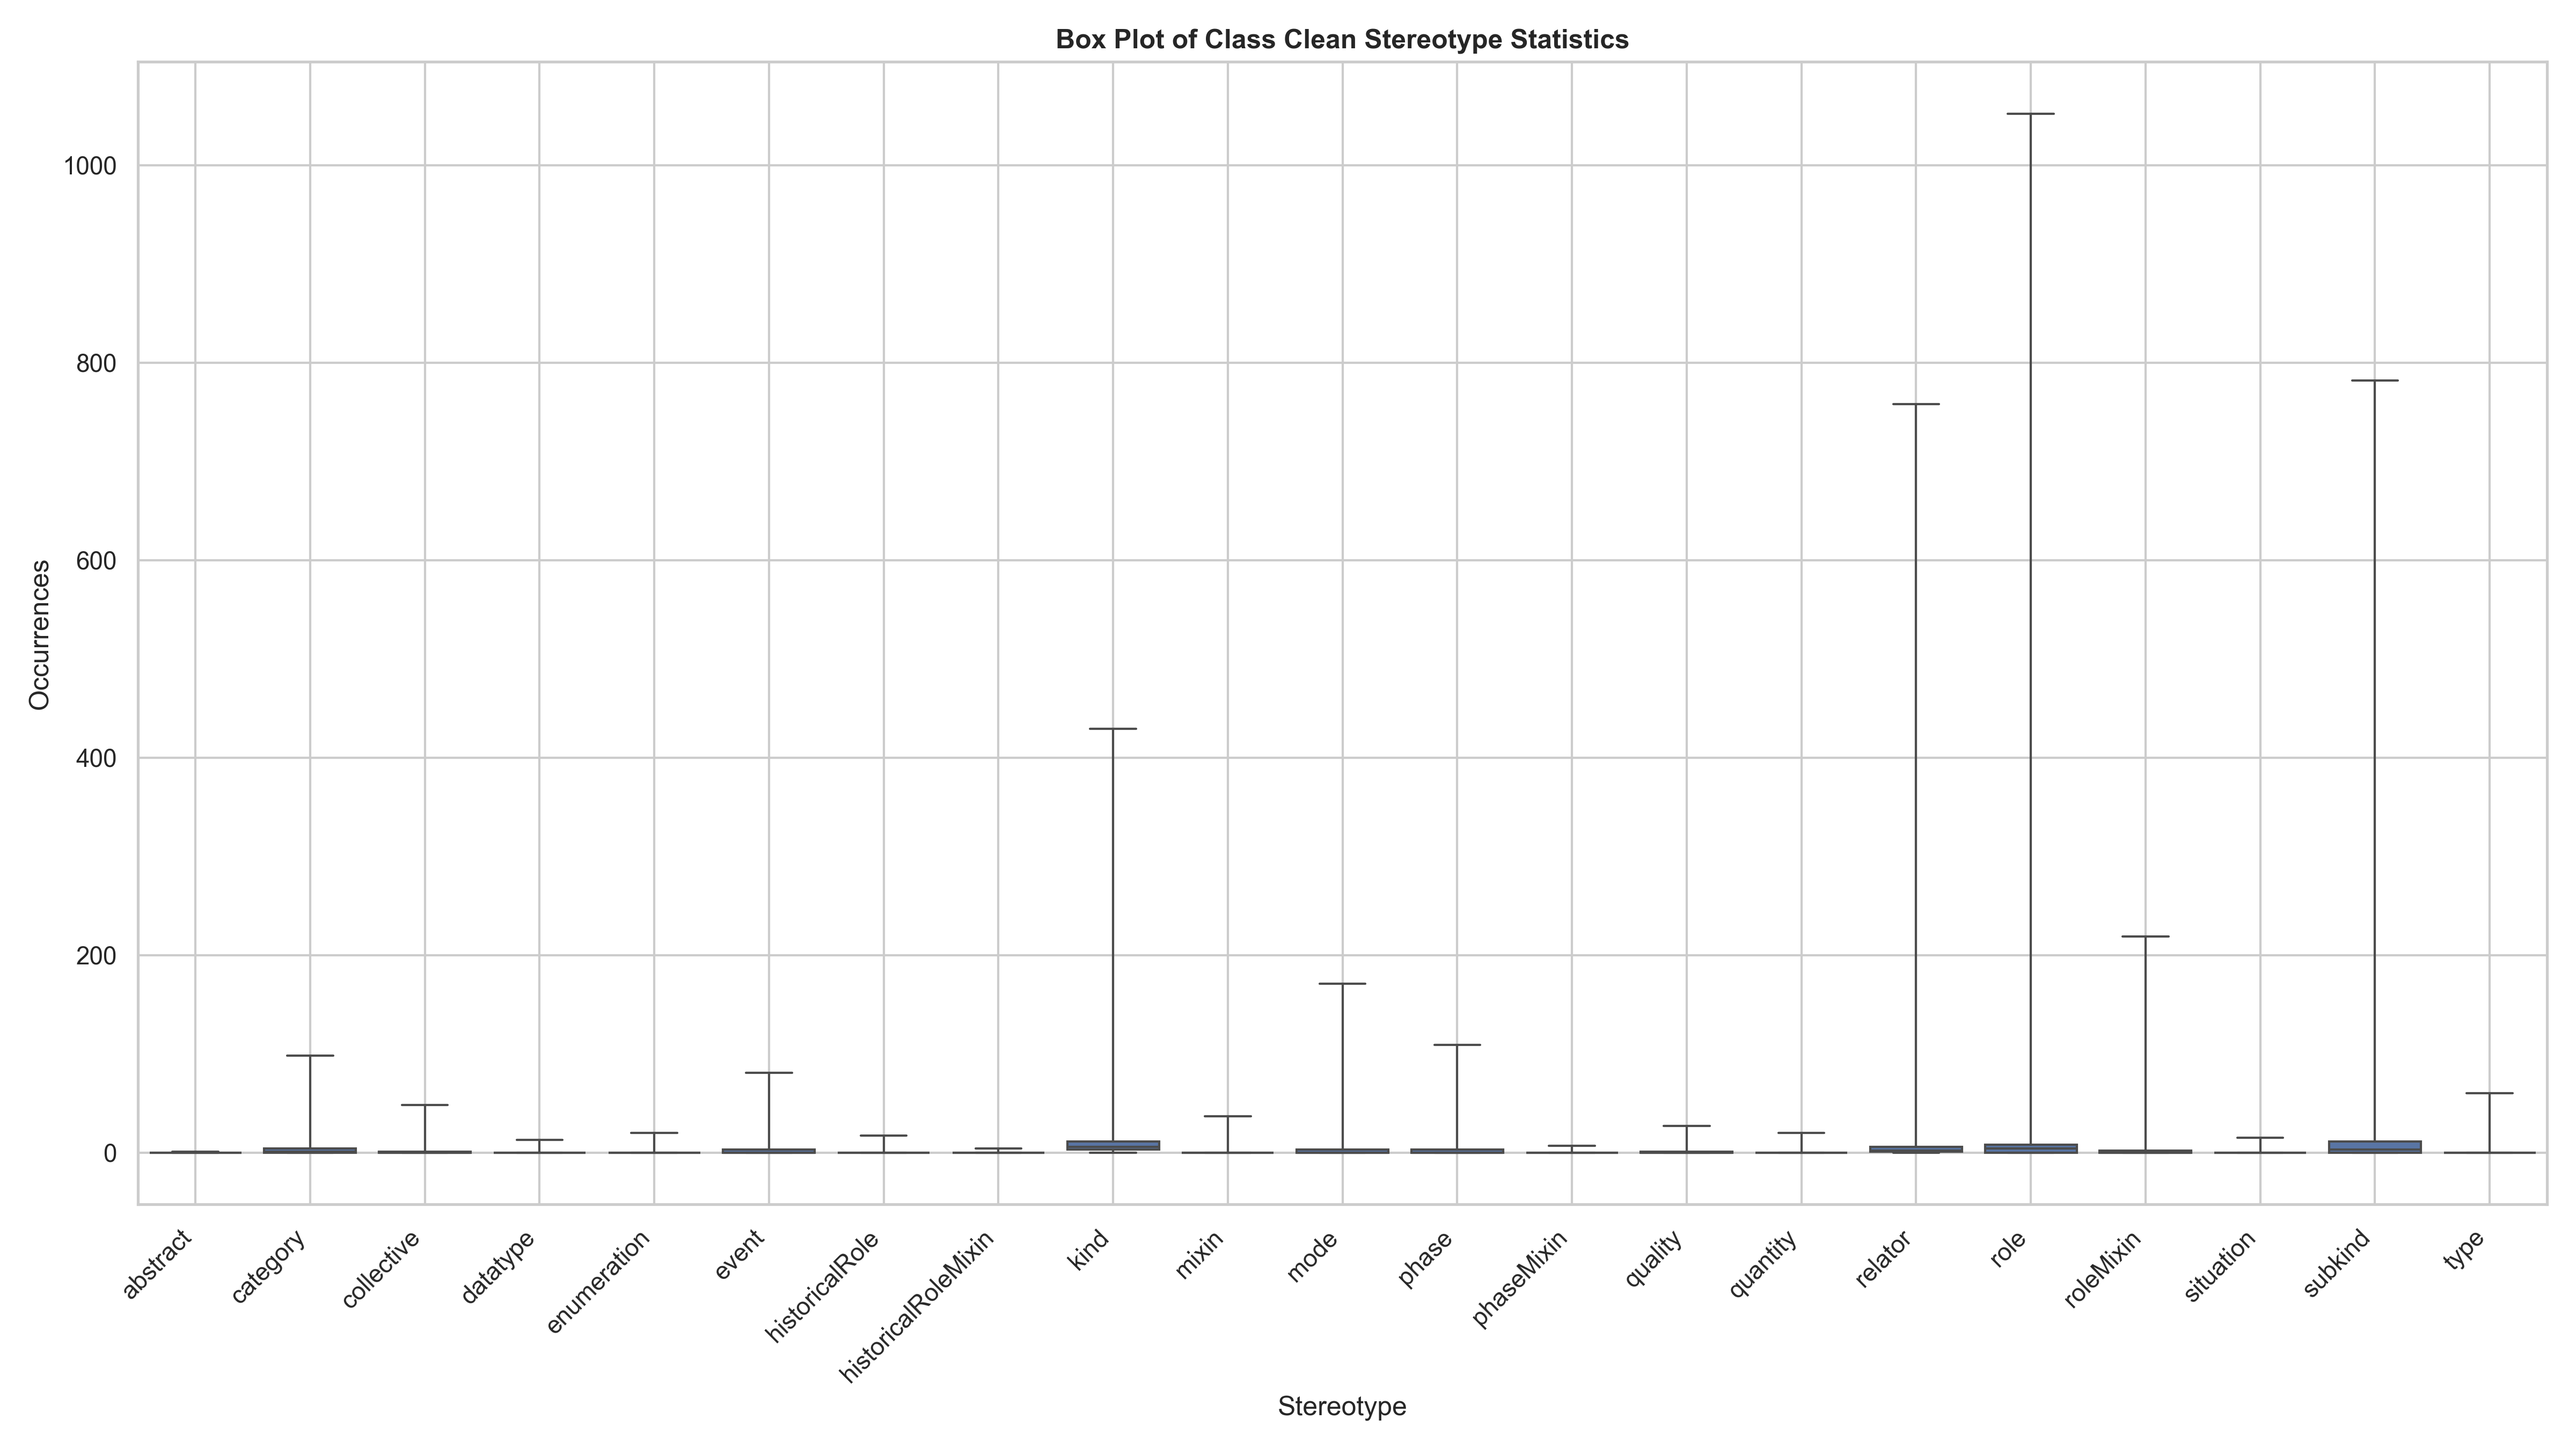 Box Plot of Class Clean Stereotype Statistics
1000
800
600
400
200
0
Occurrences
abstract
category
collective
datatype
enumeration
event
historicalRole
historicalRoleMixin
kind
mixin
mode
phase
phaseMixin
quality
quantity
relator
role
roleMixin
situation
subkind
type
Stereotype